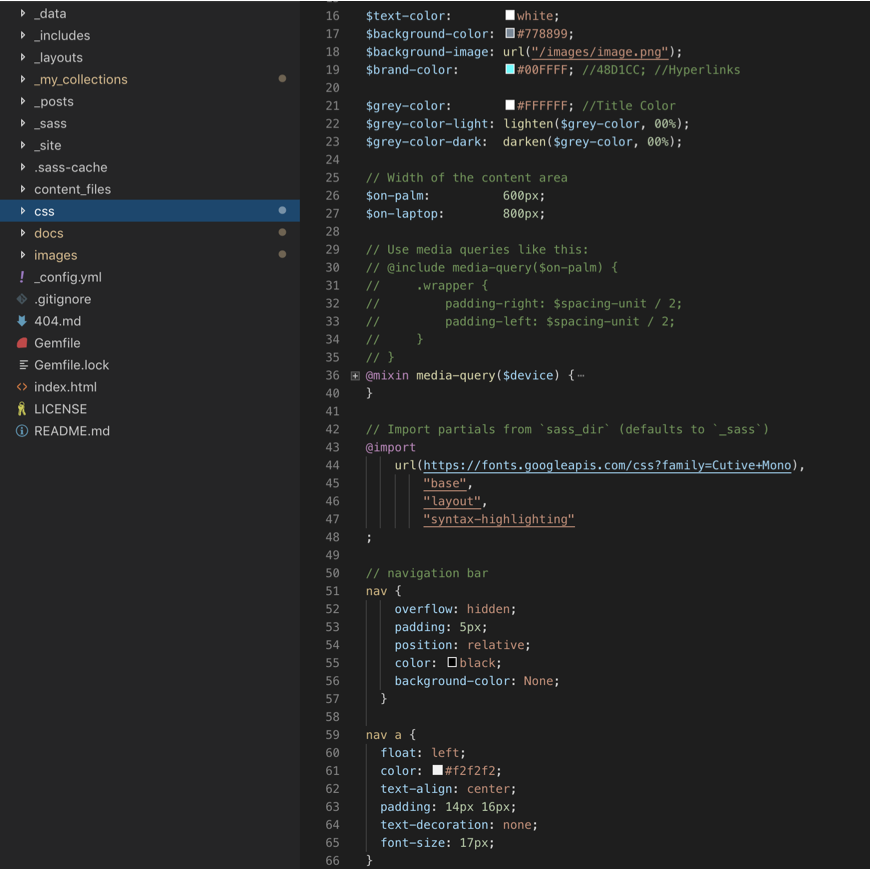 _data
_includes
_layouts
_my_collections
_posts
_sass
_site
.sass-cache
content_files
css
docs
images
_config.yml
.gitignore
404.md
Gemfile
Gemfile.lock
index.html
LICENSE
README.md
16 $text-color: white;
17 $background-color: #778899;
18 $background-image: url("/images/image.png");
19 $brand-color: #00FFFF; //48D1CC; //Hyperlinks
20
21 $grey-color: #FFFFFF; //Title Color
22 $grey-color-light: lighten($grey-color, 00%);
23 $grey-color-dark: darken($grey-color, 00%);
24
25 // Width of the content area
26 $on-palm: 600px;
27 $on-laptop: 800px;
28
29 // Use media queries like this:
30 // @include media-query($on-palm) {
31 // .wrapper {
32 // padding-right: $spacing-unit / 2;
33 // padding-left: $spacing-unit / 2;
34 // }
35 // }
36 @mixin media-query($device) {⋯
40 }
41
42 // Import partials from `sass_dir` (defaults to `_sass`)
43 @import
44 url(https://fonts.googleapis.com/css?family=Cutive+Mono),
45 "base",
46 "layout",
47 "syntax-highlighting"
48 ;
49
50 // navigation bar
51 nav {
52 overflow: hidden;
53 padding: 5px;
54 position: relative;
55 color: black;
56 background-color: None;
57 }
58
59 nav a {
60 float: left;
61 color: #f2f2f2;
62 text-align: center;
63 padding: 14px 16px;
64 text-decoration: none;
65 font-size: 17px;
66 }